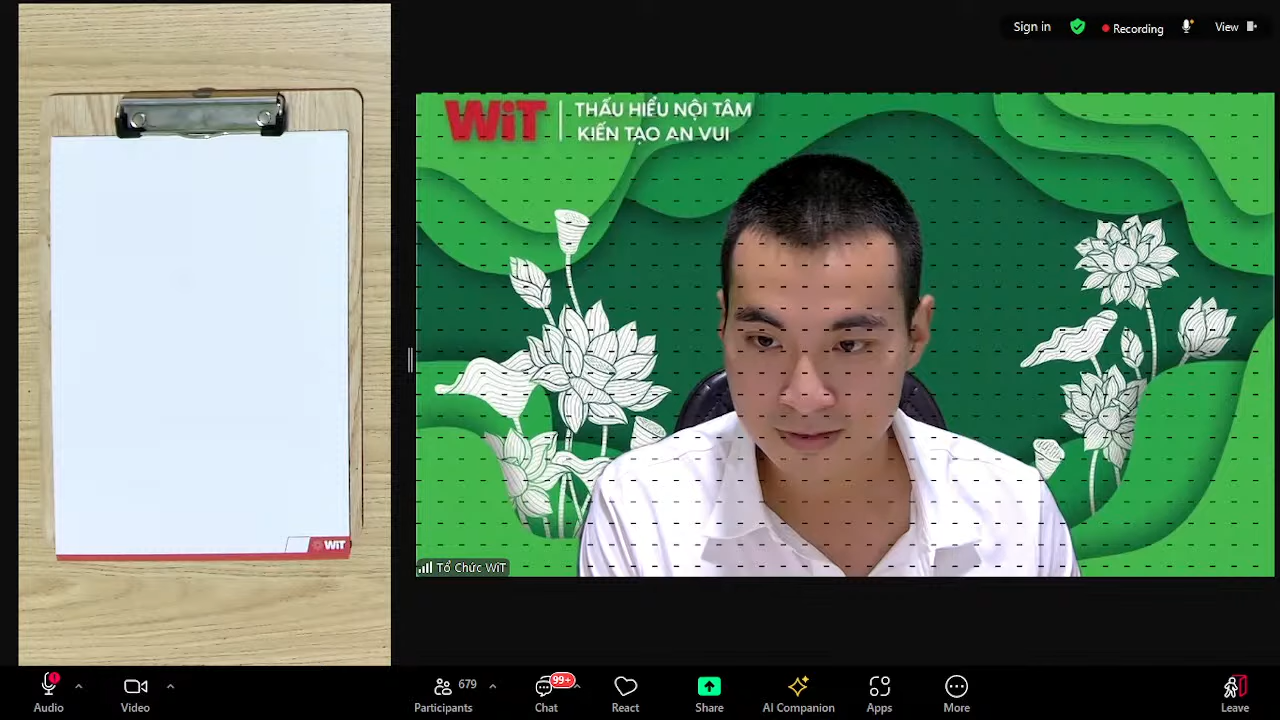 Sign in
Recording
View
WiT
THẤU HIỂU NỘI TÂM
KIẾN TẠO AN VUI
WiT
Tổ Chức WiT
Audio
Video
679
Participants
99+
Chat
React
Share
AI Companion
Apps
More
Leave